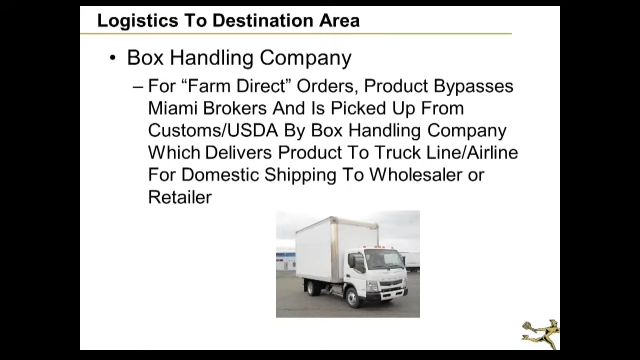 Logistics To Destination Area
• Box Handling Company
– For “Farm Direct” Orders, Product Bypasses
Miami Brokers And Is Picked Up From
Customs/USDA By Box Handling Company
Which Delivers Product To Truck Line/Airline
For Domestic Shipping To Wholesaler or
Retailer